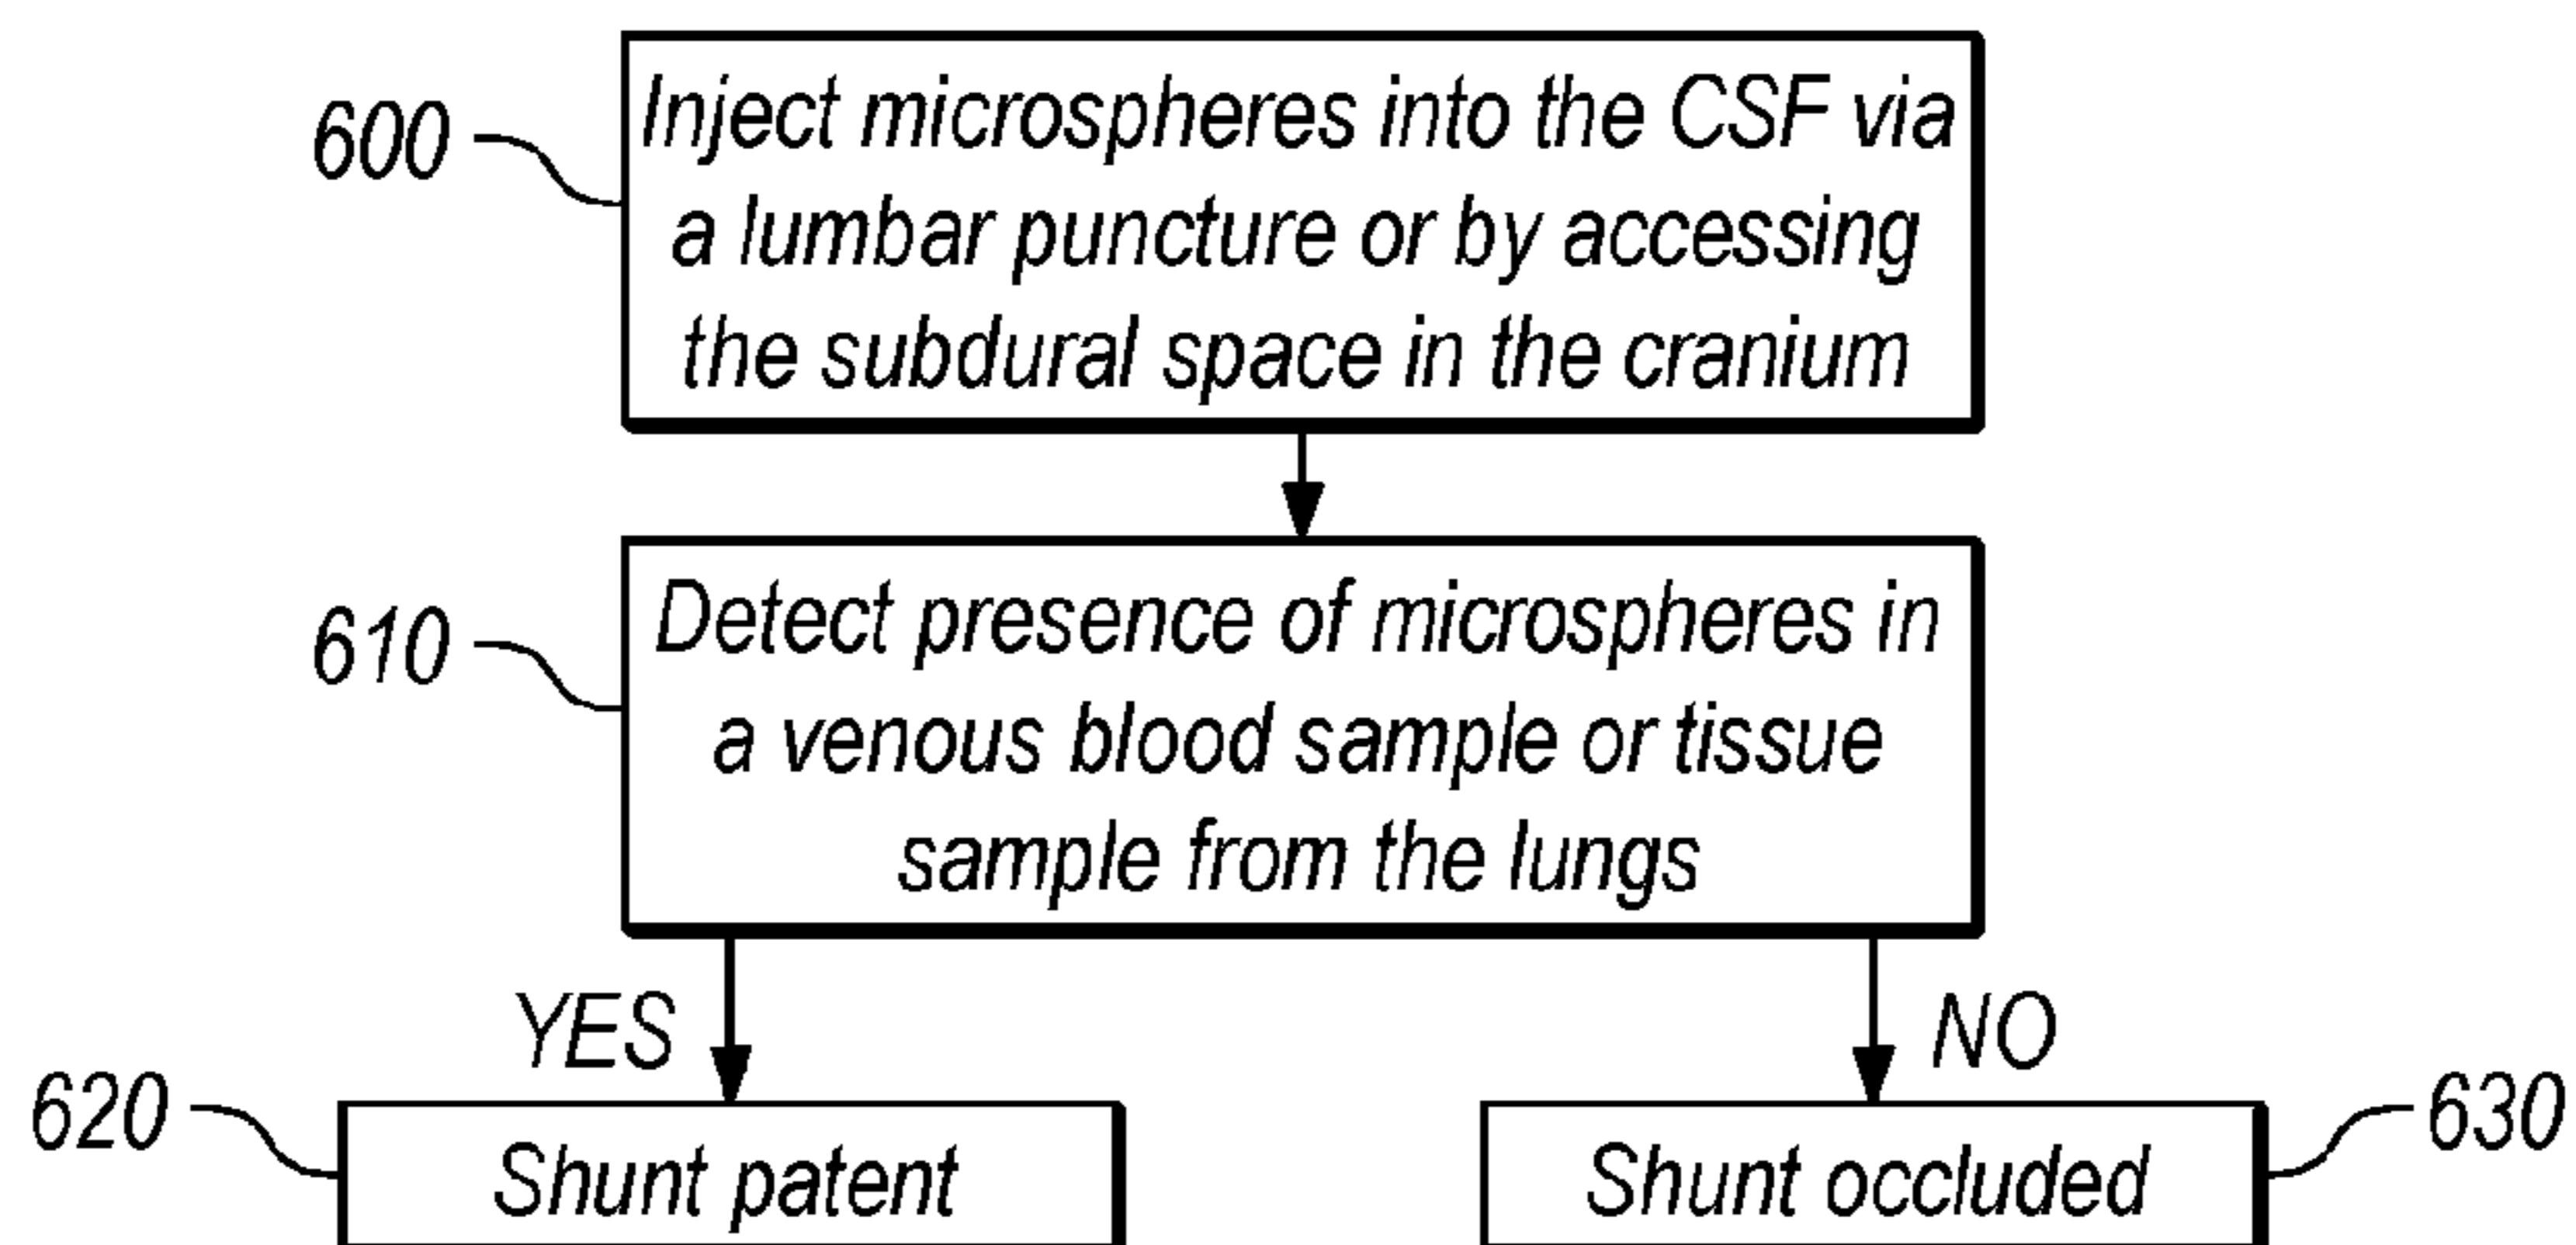 600
Inject microspheres into the CSF via
a lumbar puncture or by accessing
the subdural space in the cranium
610
Detect presence of microspheres in
a venous blood sample or tissue
sample from the lungs
YES
NO
620
Shunt patent
Shunt occluded
630